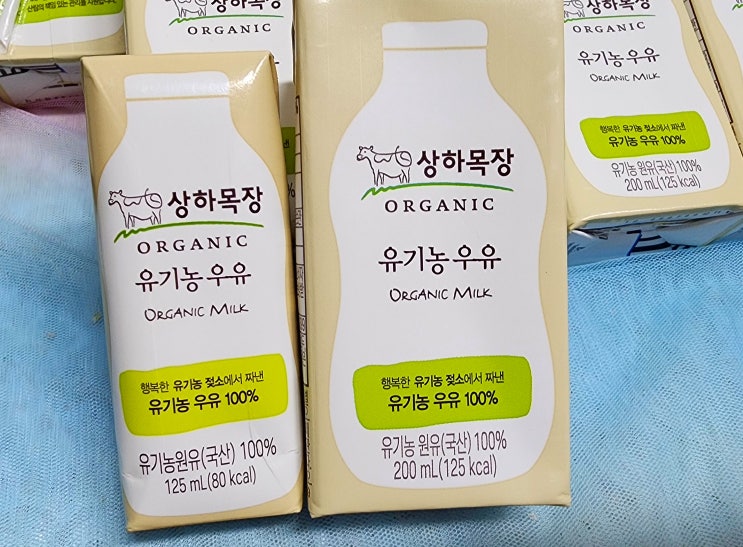 상하목장
ORGANIC
유기농 우유
ORGANIC MILK
행복한 유기농 젖소에서 짜낸
유기농 우유 100%
유기농원유(국산) 100%
125 mL(80 kcal)
상하목장
ORGANIC
유기농 우유
ORGANIC MILK
행복한 유기농 젖소에서 짜낸
유기농 우유 100%
유기농 원유(국산) 100%
200 mL(125 kcal)
상하목장
ORGANIC
상하목장
ORGANIC
유기농 우유
ORGANIC MILK
행복한 유기농 젖소에서 짜낸
유기농 우유 100%
유기농 원유(국산) 100%
200 mL(125 kcal)